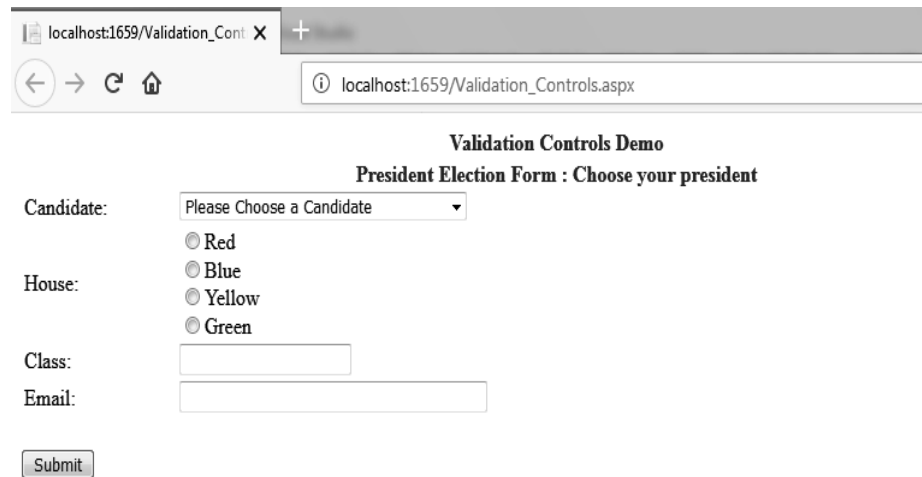 localhost:1659/Validation_Cont
localhost:1659/Validation_Controls.aspx
Validation Controls Demo
President Election Form : Choose your president
Candidate: Please Choose a Candidate
Red
Blue
House:
Yellow
Green
Class:
Email:
Submit